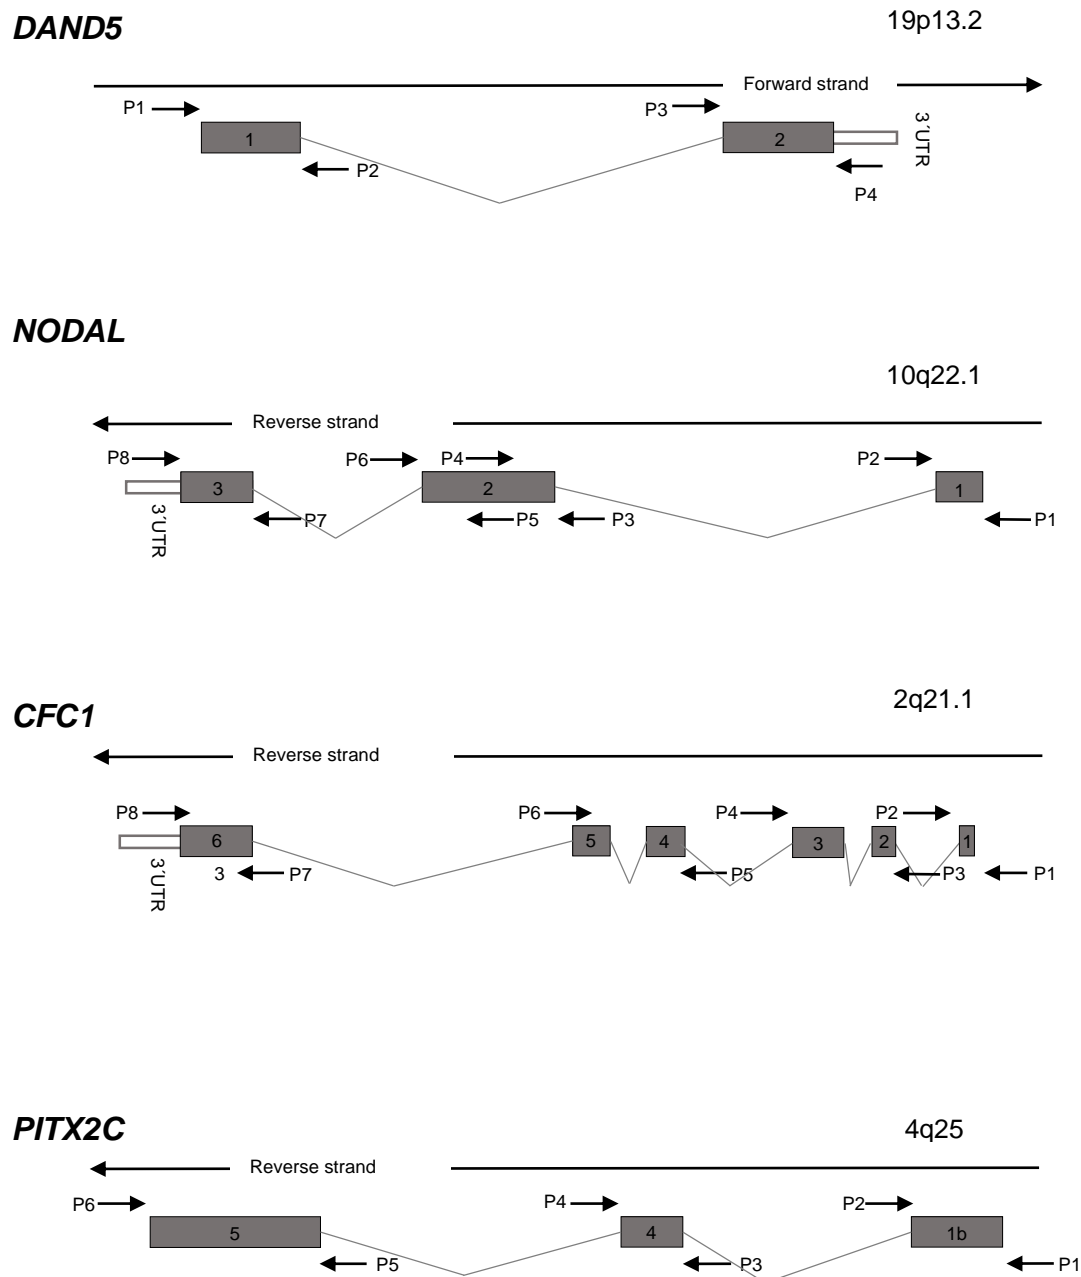 DAND5
19p13.2
Forward strand
P1
P3
3´UTR
1
2
P2
P4
NODAL
10q22.1
Reverse strand
P8
P6
P4
P2
3
2
1
3´UTR
P7
P5
P3
P1
CFC1
2q21.1
Reverse strand
P8
P6
P4
P2
6
5
4
3
2
1
3´UTR
3
P7
P5
P3
P1
PITX2C
4q25
Reverse strand
P6
P4
P2
5
4
1b
P5
P3
P1